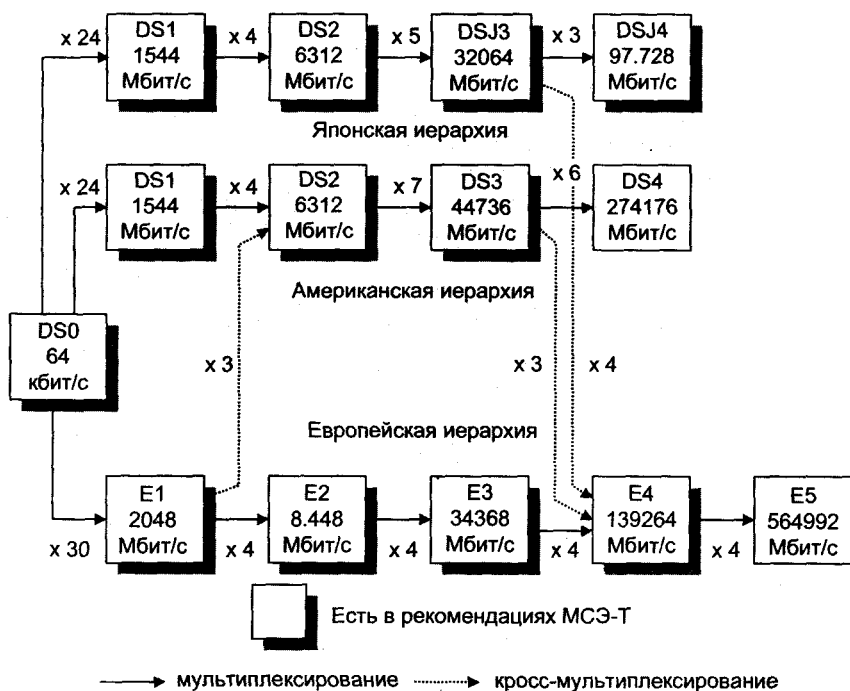 x 24
DS1
1544
Мбит/с
x 4
DS2
6312
Мбит/с
x 5
DSJ3
32064
Мбит/с
x 3
DSJ4
97.728
Мбит/с
Японская иерархия
x 24
DS1
1544
Мбит/с
x 4
DS2
6312
Мбит/с
x 7
DS3
44736
Мбит/с
x 6
DS4
274176
Мбит/с
Американская иерархия
DS0
64
кбит/с
x 3
x 3
x 4
Европейская иерархия
x 30
E1
2048
Мбит/с
x 4
E2
8.448
Мбит/с
x 4
E3
34368
Мбит/с
x 4
E4
139264
Мбит/с
x 4
E5
564992
Мбит/с
Есть в рекомендациях МСЭ-Т
мультиплексирование
кросс-мультиплексирование